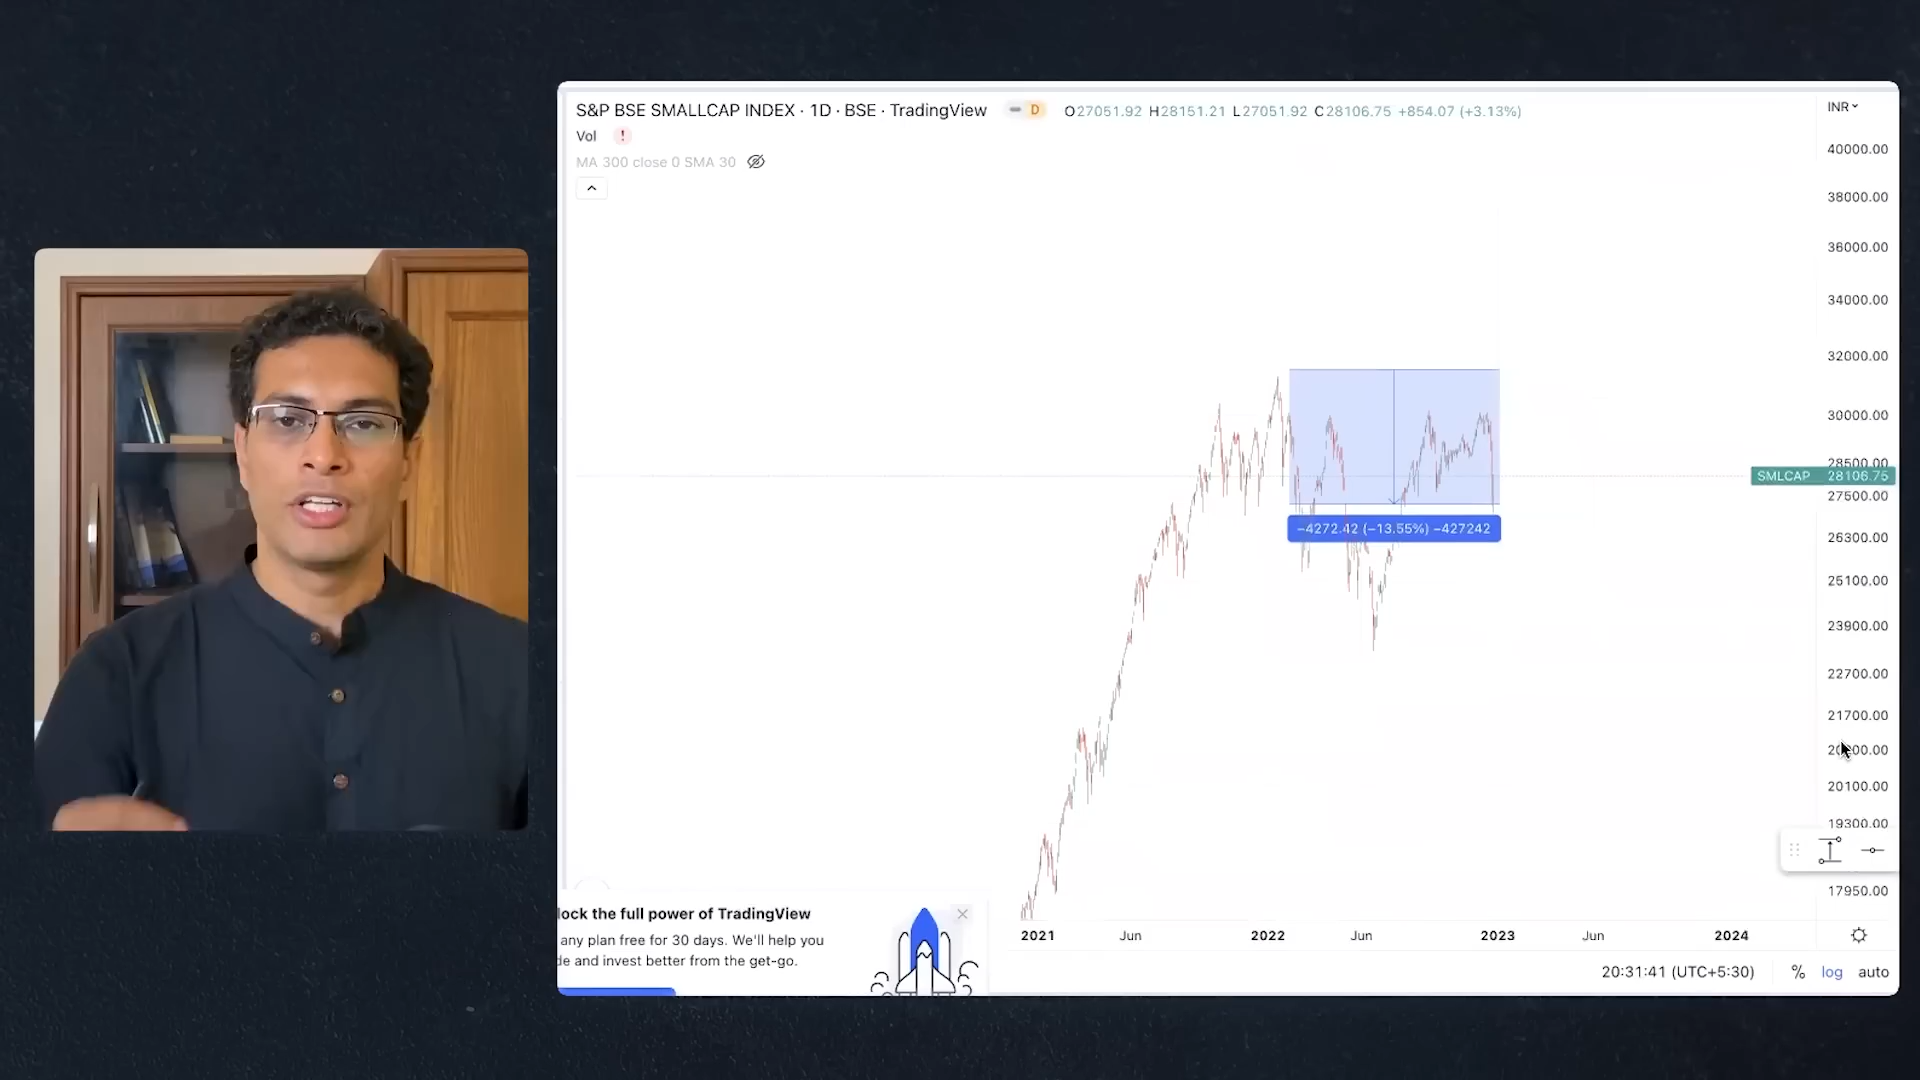 S&P BSE SMALLCAP INDEX · 1D · BSE · TradingView
D
O27051.92 H28151.21 L27051.92 C28106.75 +854.07 (+3.13%)
INR
Vol
!
MA 300 close 0 SMA 30
40000.00
38000.00
36000.00
34000.00
32000.00
30000.00
28500.00
SMLCAP 28106.75
27500.00
−4272.42 (−13.55%) −427242
26300.00
25100.00
23900.00
22700.00
21700.00
20100.00
19300.00
17950.00
lock the full power of TradingView
any plan free for 30 days. We'll help you
de and invest better from the get-go.
2021 Jun 2022 Jun 2023 Jun 2024
20:31:41 (UTC+5:30) % log auto